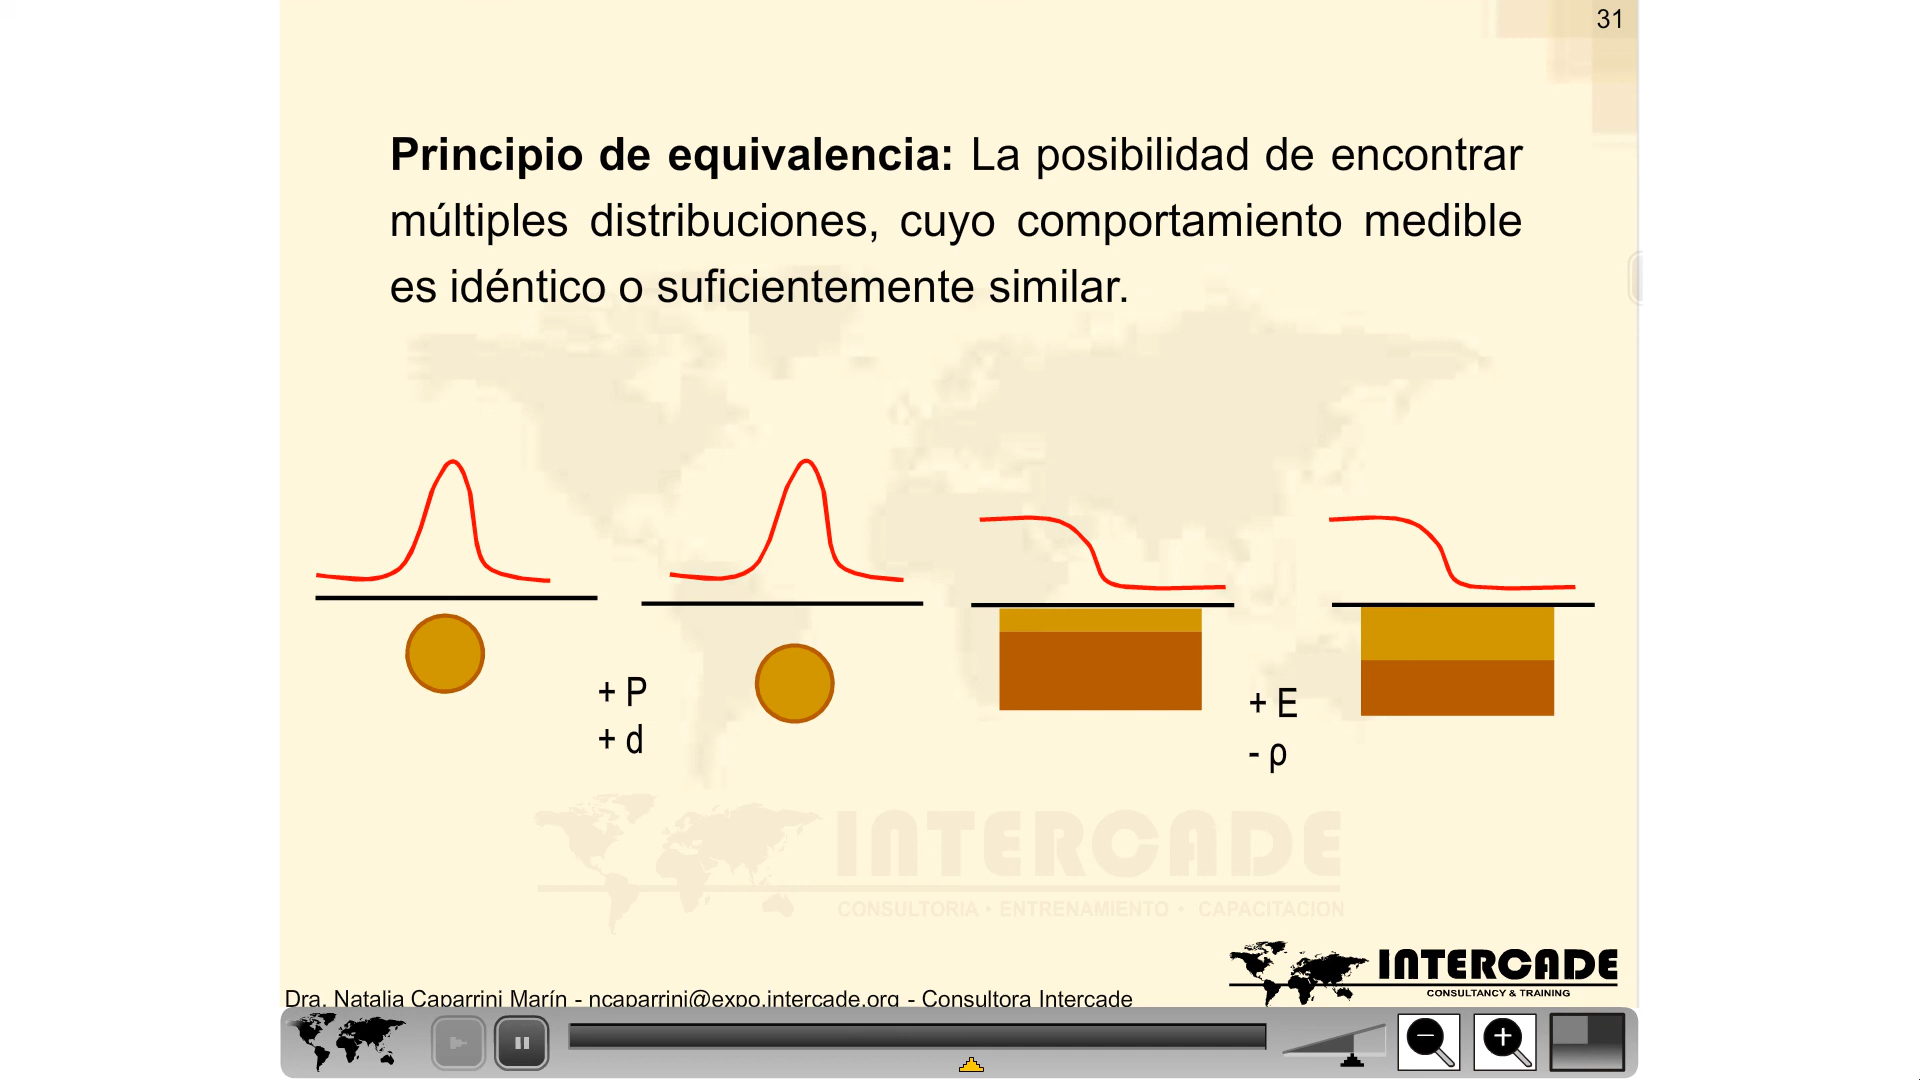 31
Principio de equivalencia: La posibilidad de encontrar
múltiples distribuciones, cuyo comportamiento medible
es idéntico o suficientemente similar.
+ P
+ d
+ E
- ρ
INTERCADE
CONSULTORIA • ENTRENAMIENTO • CAPACITACION
INTERCADE
CONSULTANCY & TRAINING
Dra. Natalia Caparrini Marín - ncaparrini@expo.intercade.org - Consultora Intercade